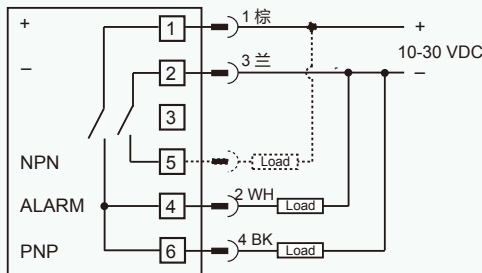 + 1 1 棕 +
10-30 VDC
– 2 3 兰 –
3
NPN 5 Load
ALARM 4 2 WH Load
PNP 6 4 BK Load